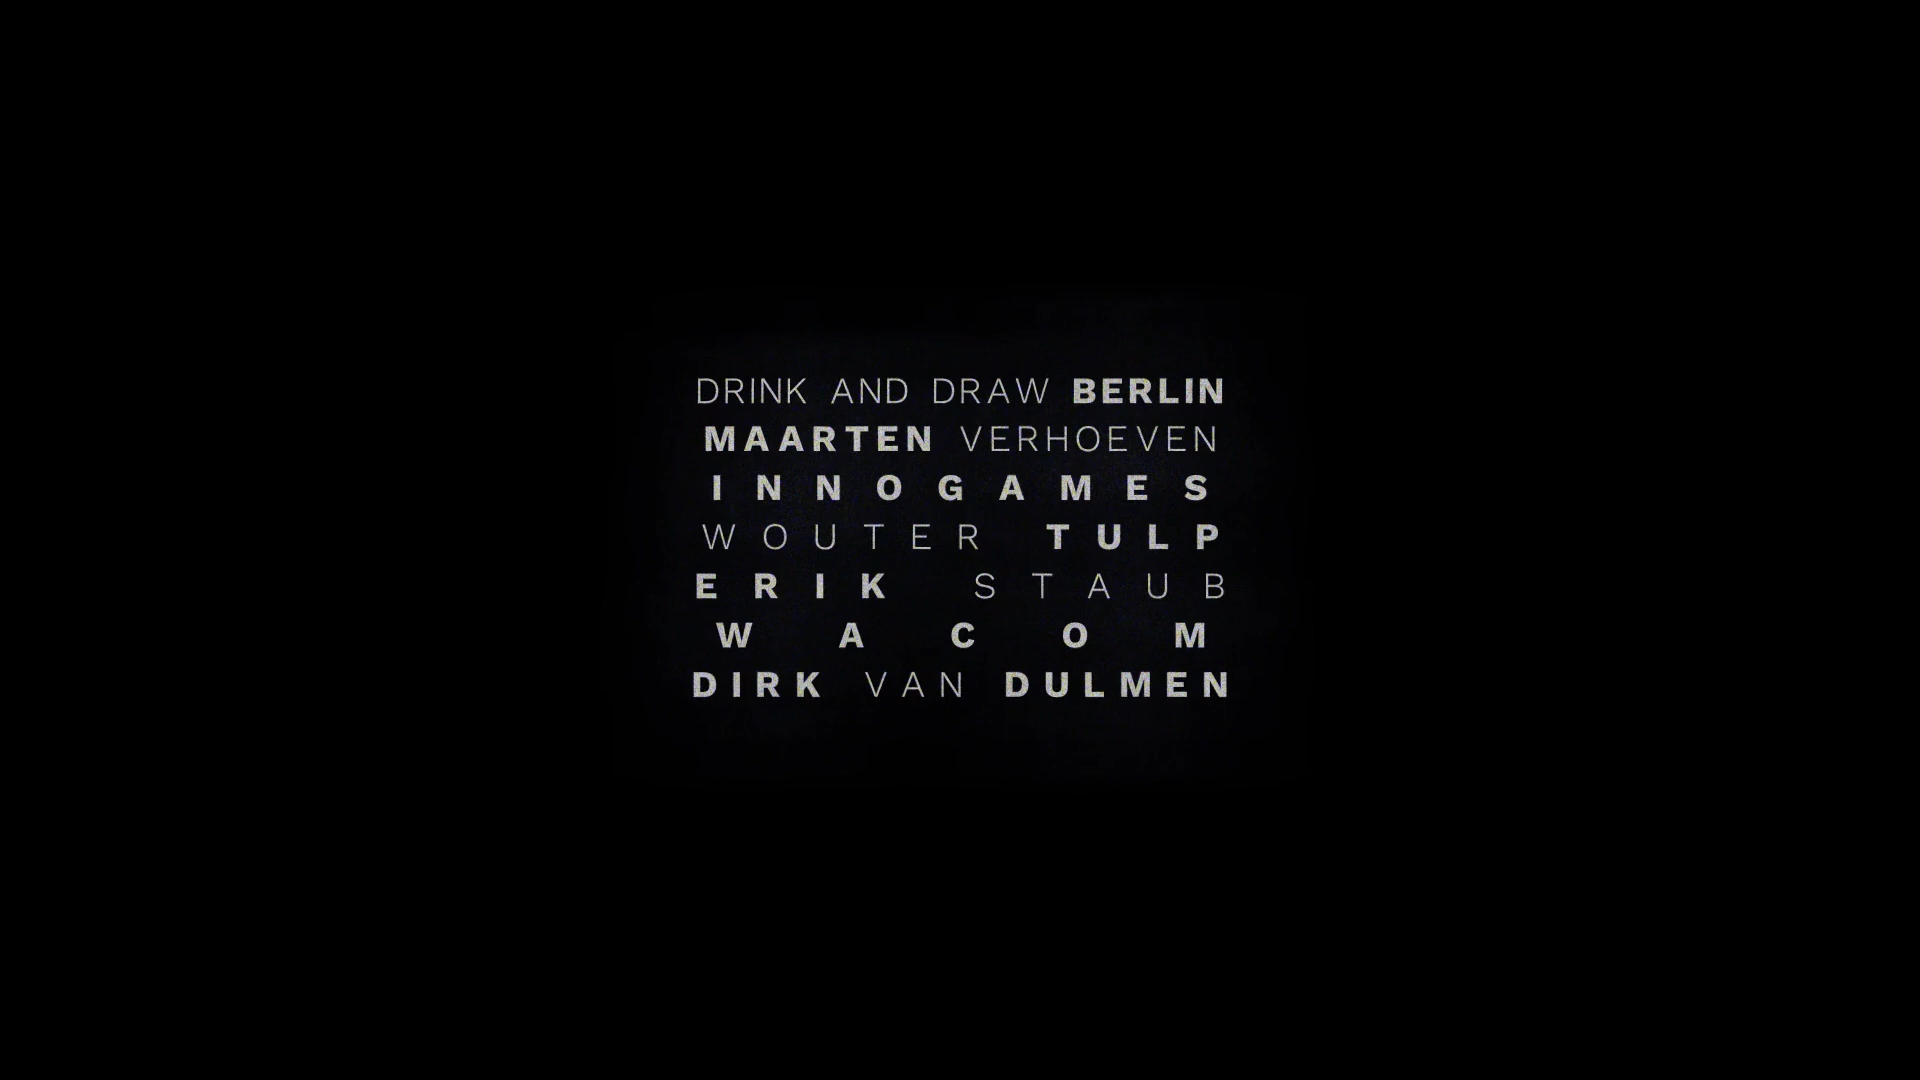 DRINK AND DRAW BERLIN
MAARTEN VERHOEVEN
INNOGAMES
WOUTER TULP
ERIK STAUB
WACOM
DIRK VAN DULMEN